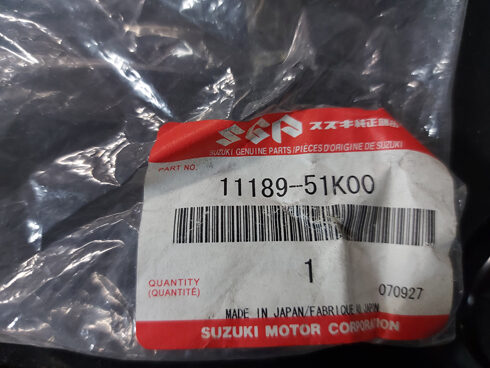 SGP スズキ純正部品
SUZUKI GENUINE PARTS/PIÈCES D'ORIGINE DE SUZUKI
PART NO.
11189-51K00
1
QUANTITY
(QUANTITÉ)
070927
MADE IN JAPAN/FABRIQUÉ AU JAPON
SUZUKI MOTOR CORPORATION